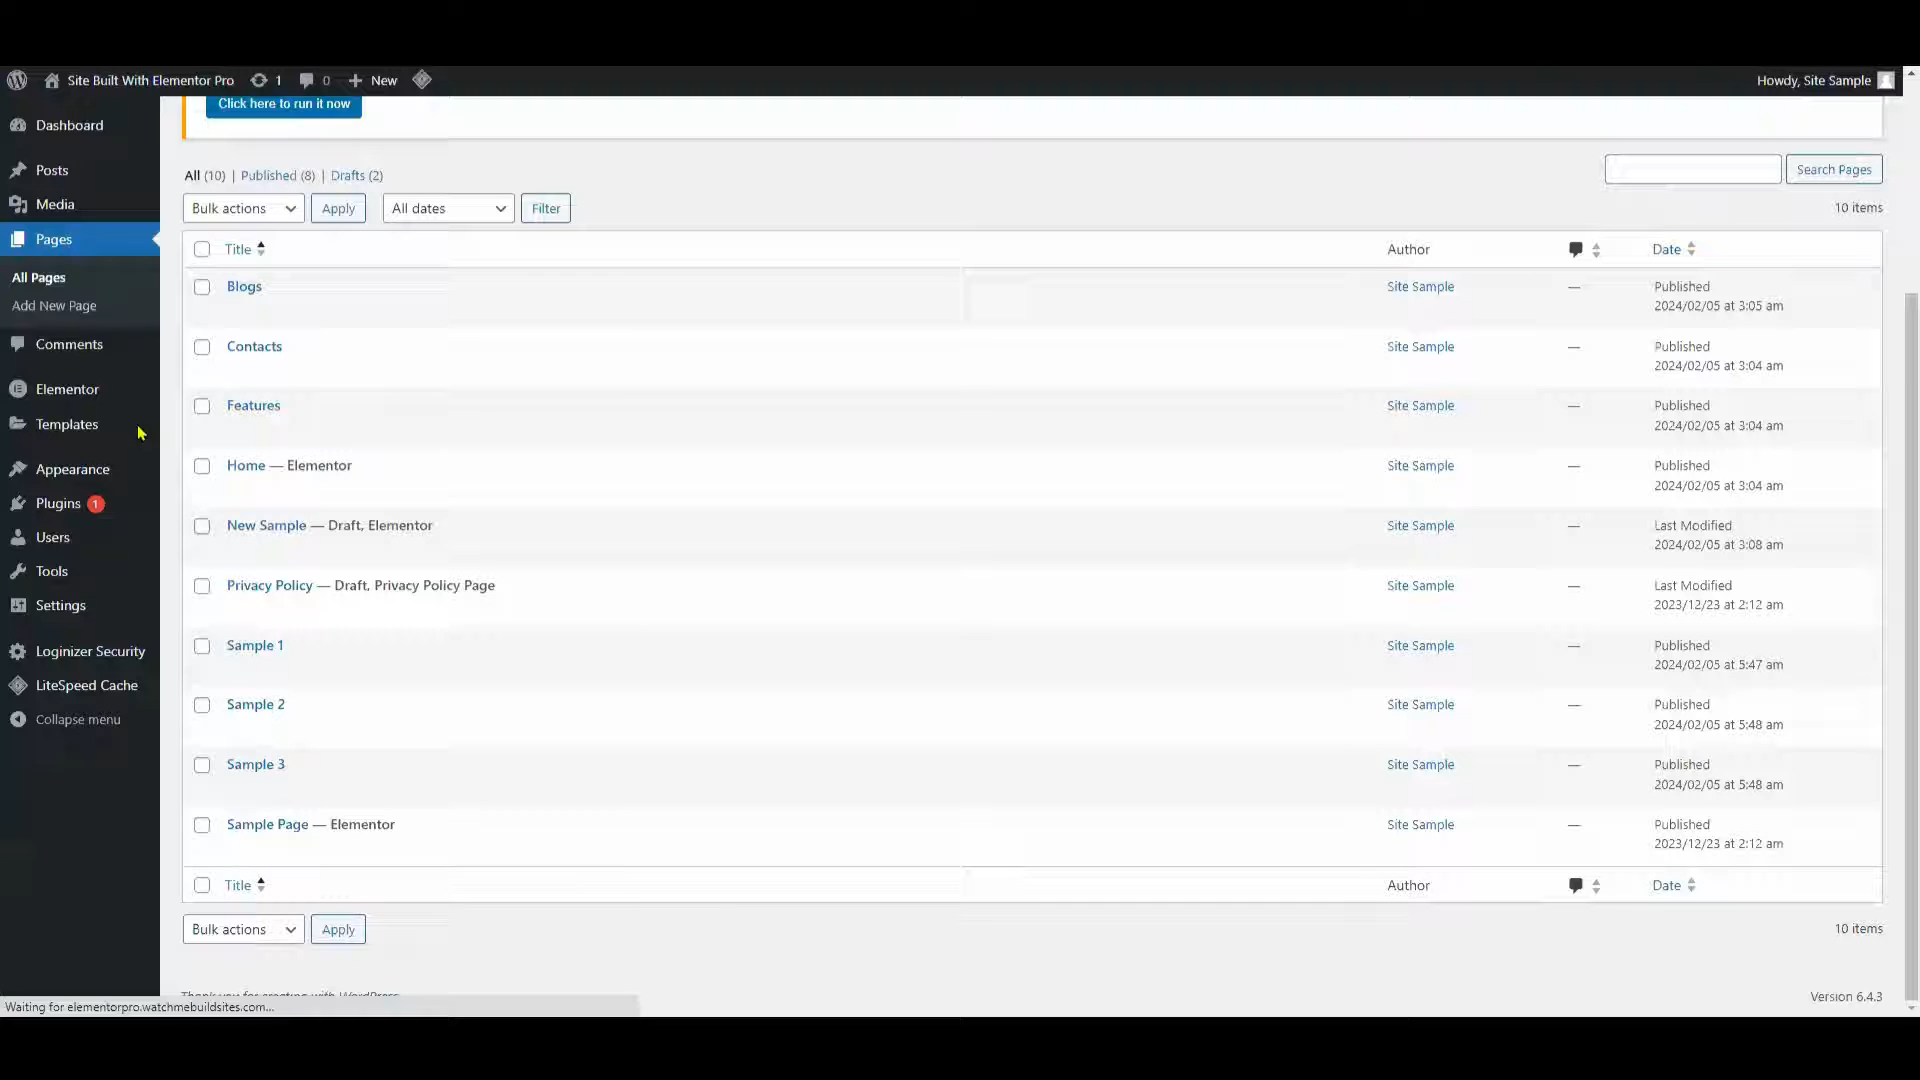 Site Built With Elementor Pro 1 0 New Howdy, Site Sample
Click here to run it now
Dashboard
Posts
Media
Pages
All Pages
Add New Page
Comments
Elementor
Templates
Appearance
Plugins 1
Users
Tools
Settings
Loginizer Security
LiteSpeed Cache
Collapse menu
All (10) | Published (8) | Drafts (2)
Search Pages
Bulk actions Apply All dates Filter 10 items
Title Author Date
Blogs Site Sample — Published
2024/02/05 at 3:05 am
Contacts Site Sample — Published
2024/02/05 at 3:04 am
Features Site Sample — Published
2024/02/05 at 3:04 am
Home — Elementor Site Sample — Published
2024/02/05 at 3:04 am
New Sample — Draft, Elementor Site Sample — Last Modified
2024/02/05 at 3:08 am
Privacy Policy — Draft, Privacy Policy Page Site Sample — Last Modified
2023/12/23 at 2:12 am
Sample 1 Site Sample — Published
2024/02/05 at 5:47 am
Sample 2 Site Sample — Published
2024/02/05 at 5:48 am
Sample 3 Site Sample — Published
2024/02/05 at 5:48 am
Sample Page — Elementor Site Sample — Published
2023/12/23 at 2:12 am
Title Author Date
Bulk actions Apply 10 items
Thank you for creating with WordPress. Version 6.4.3
Waiting for elementorpro.watchmebuildsites.com...